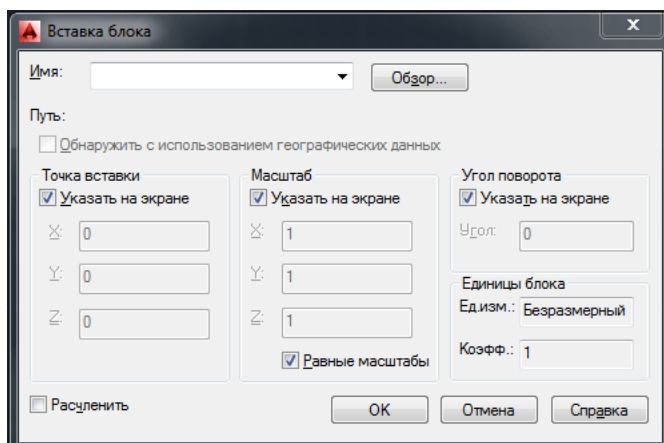 Вставка блока
Имя:
Обзор...
Путь:
Обнаружить с использованием географических данных
Точка вставки
Указать на экране
X: 0
Y: 0
Z: 0
Масштаб
Указать на экране
X: 1
Y: 1
Z: 1
Равные масштабы
Угол поворота
Указать на экране
Угол: 0
Единицы блока
Ед.изм.: Безразмерный
Коэфф.: 1
Расчленить
OK
Отмена
Справка